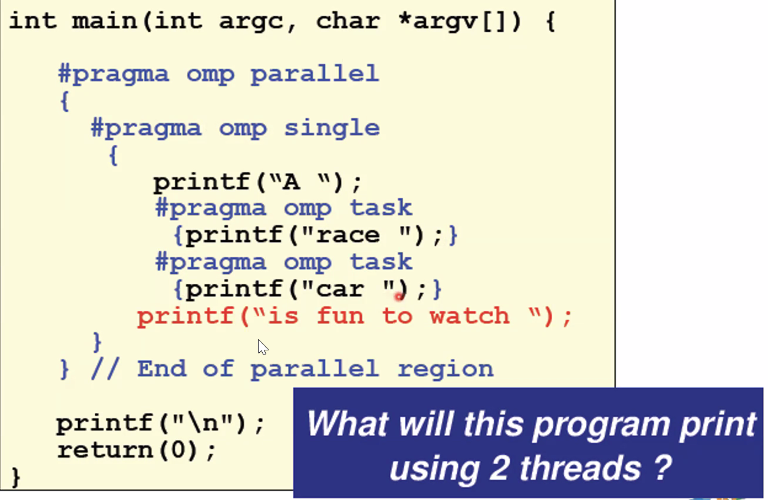 int main(int argc, char *argv[]) {
#pragma omp parallel
{
#pragma omp single
{
printf(“A “);
#pragma omp task
{printf("race ");}
#pragma omp task
{printf("car ");}
printf(“is fun to watch “);
}
} // End of parallel region
printf("\n");
return(0);
}
What will this program print
using 2 threads ?